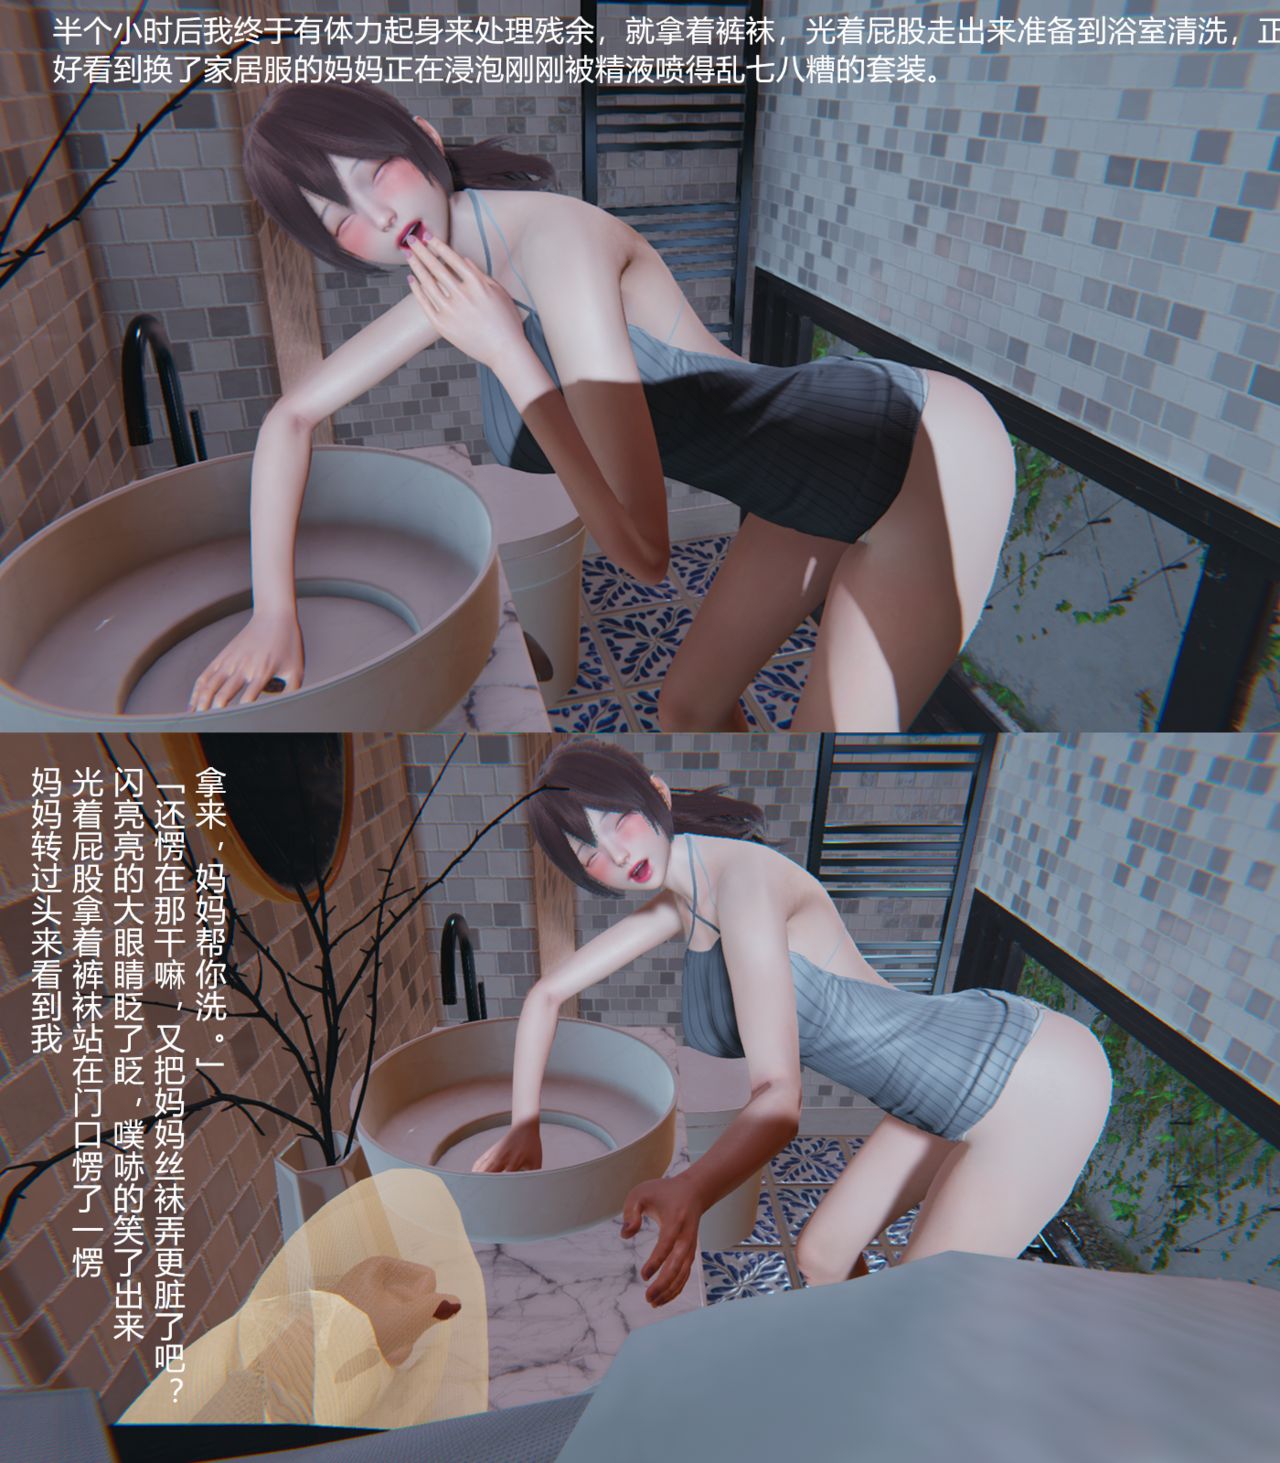 半个小时后我终于有体力起身来处理残余，就拿着裤袜，光着屁股走出来准备到浴室清洗，正
好看到换了家居服的妈妈正在浸泡刚刚被精液喷得乱七八糟的套装。
妈妈转过头来看到我
光着屁股拿着裤袜站在门口愣了一愣
闪亮亮的大眼睛眨了眨，噗哧的笑了出来
「还愣在那干嘛，又把妈妈丝袜弄更脏了吧？
拿来，妈妈帮你洗。」